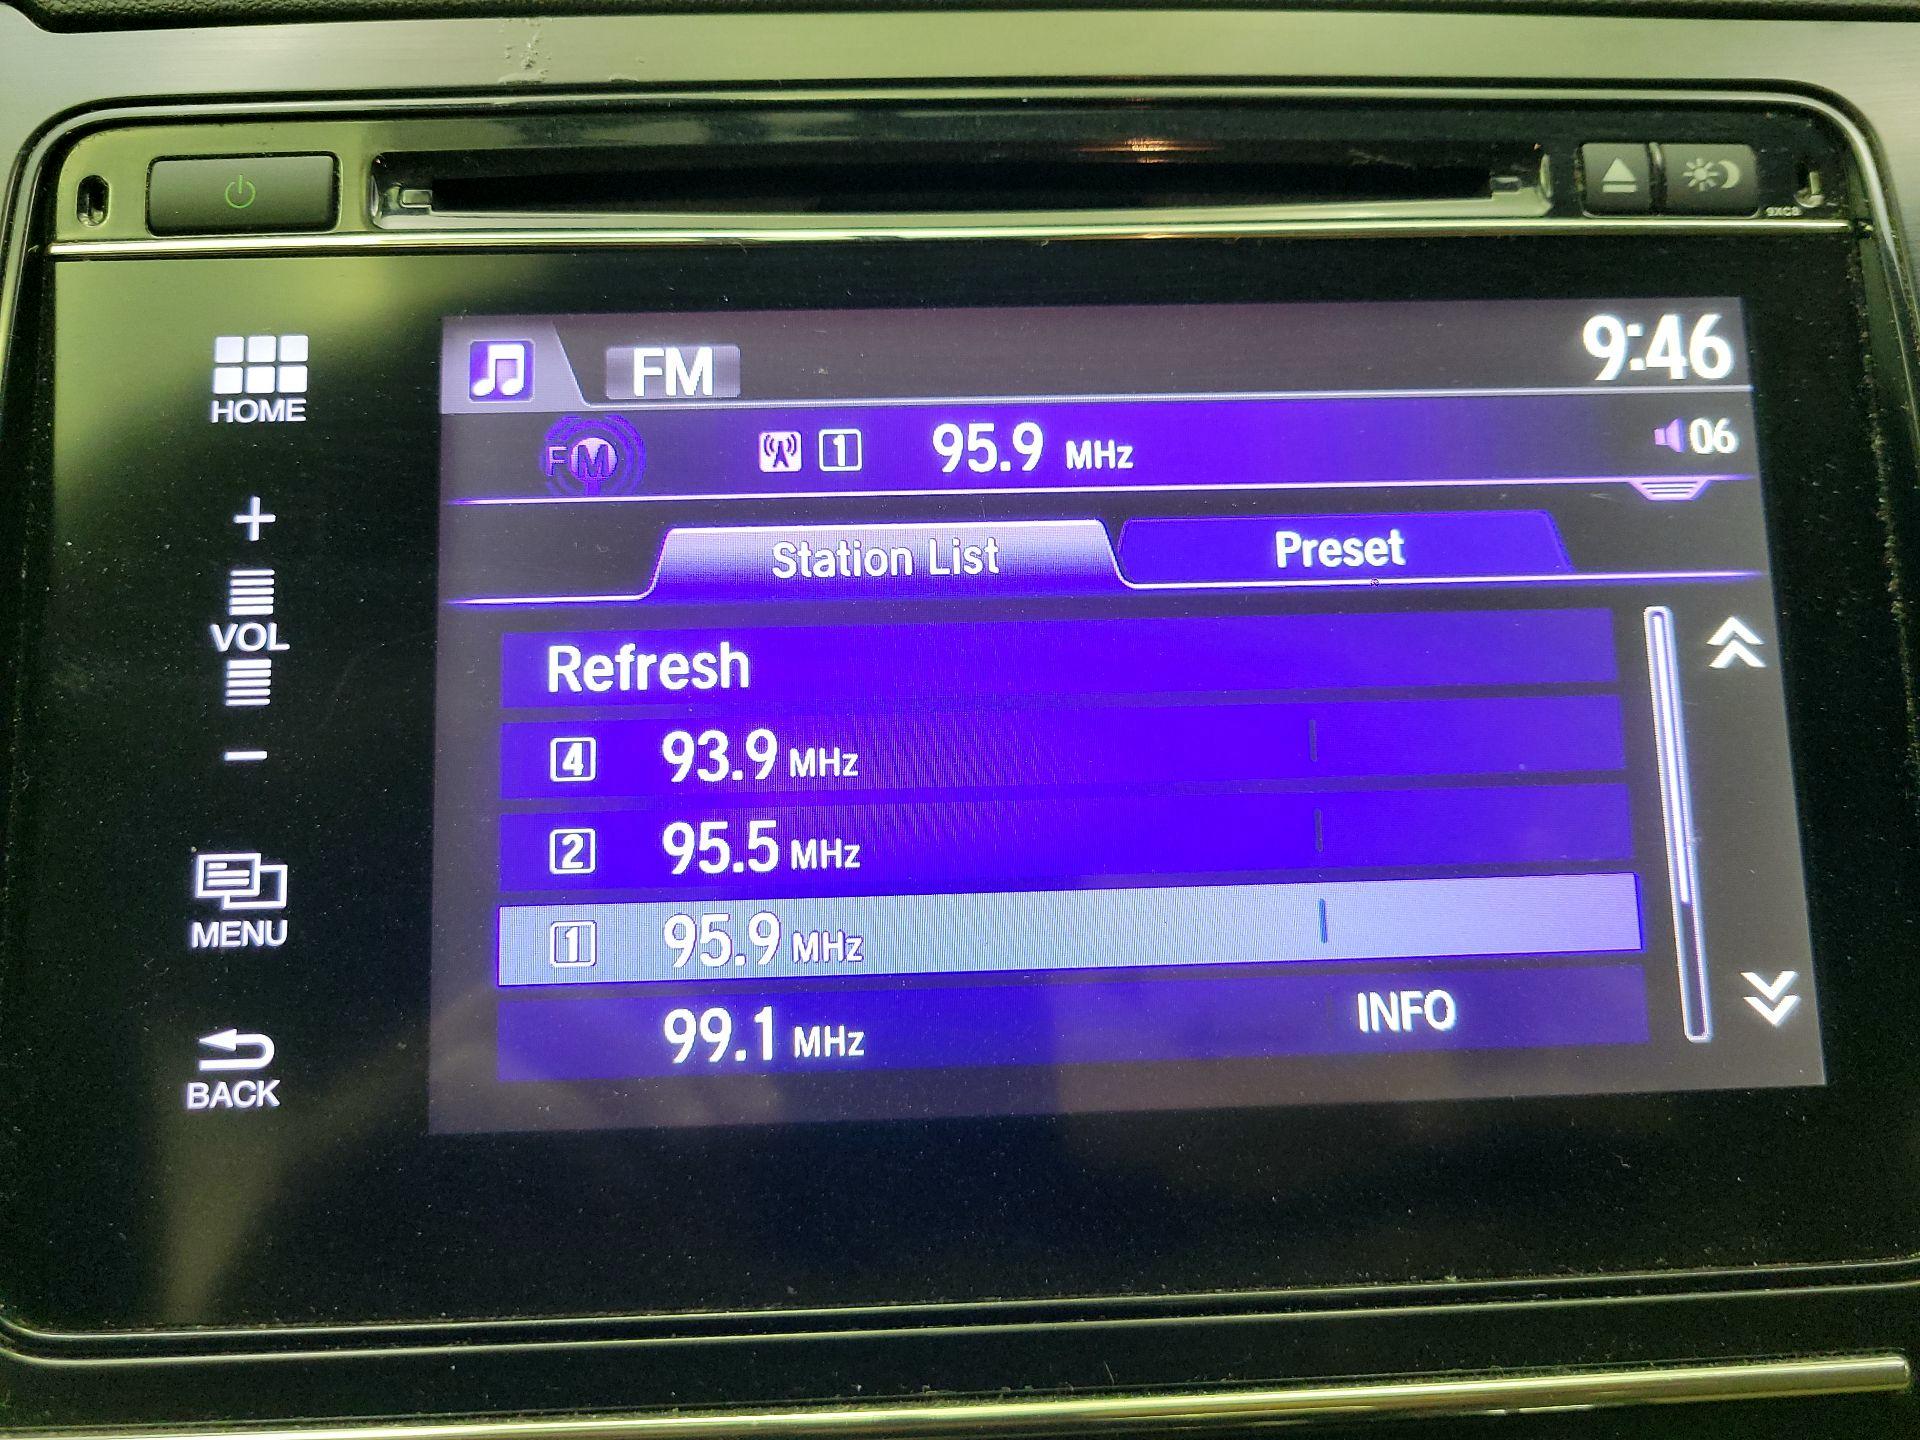 HOME
VOL
MENU
BACK
FM 9:46
FM 1 95.9 MHz 06
Station List Preset
Refresh
4 93.9 MHz
2 95.5 MHz
1 95.9 MHz
99.1 MHz INFO